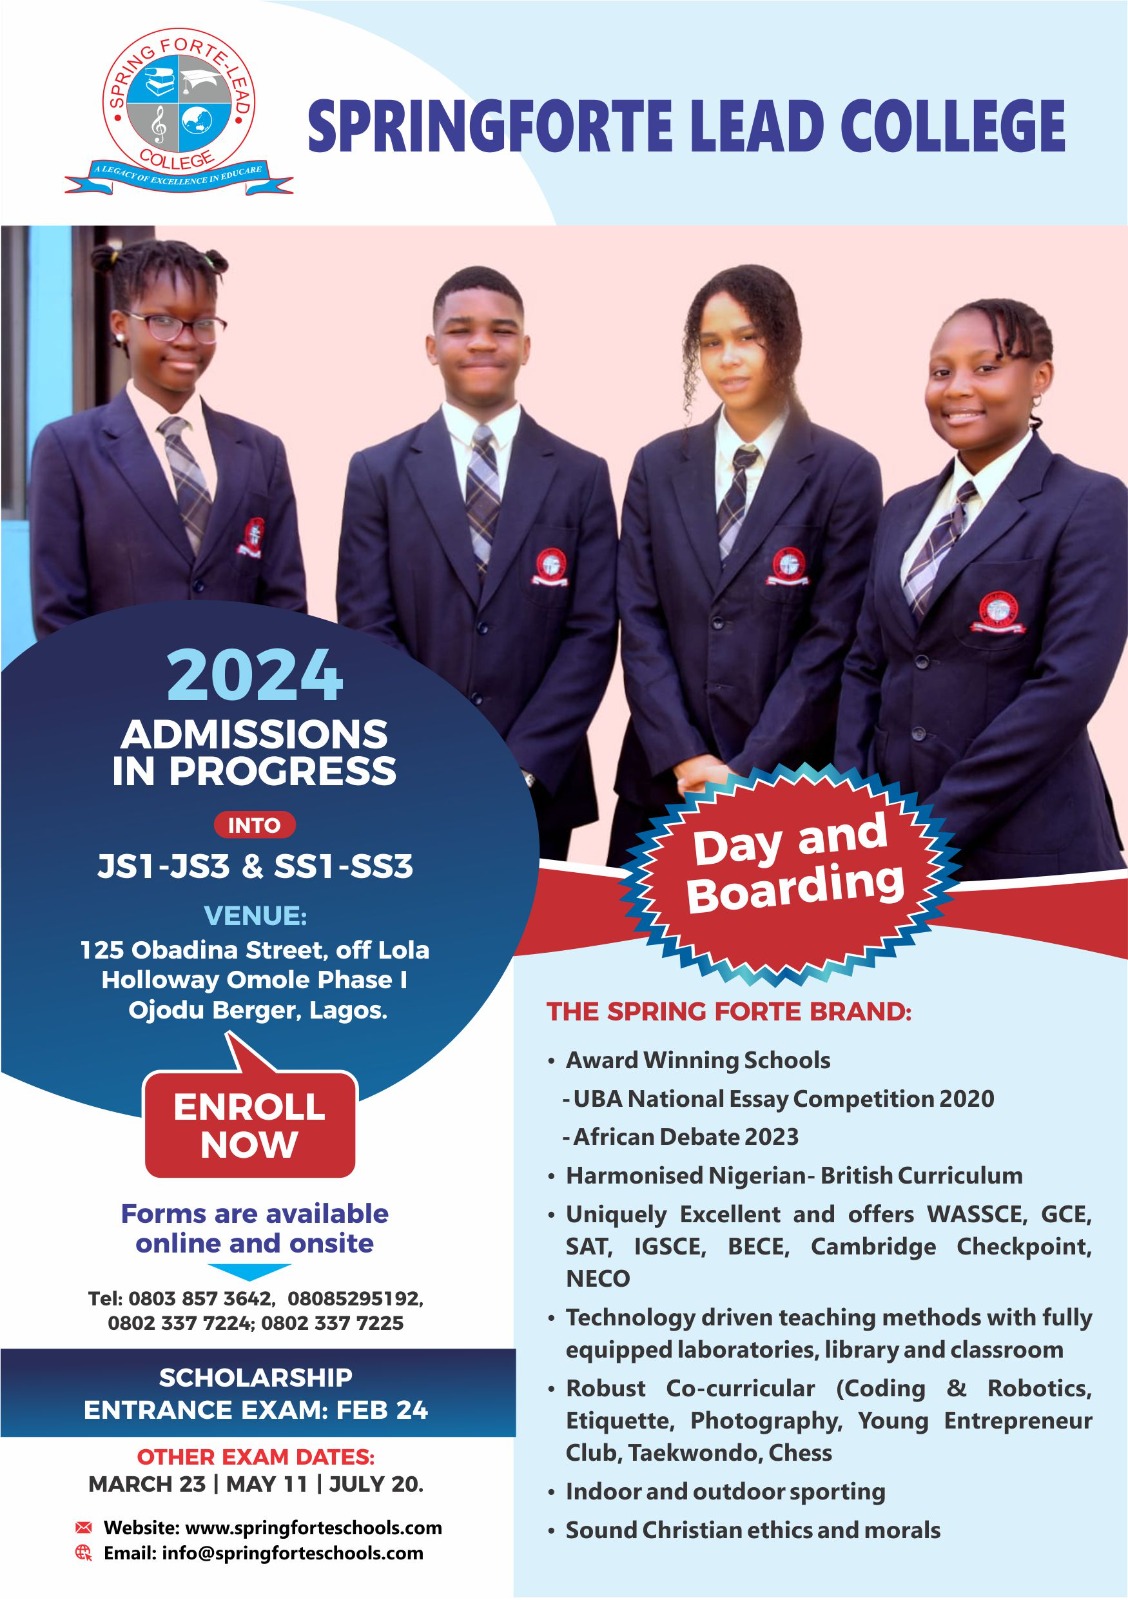 SPRING FORTE-LEAD
COLLEGE
A LEGACY OF EXCELLENCE IN EDUCARE
SPRINGFORTE LEAD COLLEGE
2024
ADMISSIONS
IN PROGRESS
INTO
JS1-JS3 & SS1-SS3
VENUE:
125 Obadina Street, off Lola
Holloway Omole Phase I
Ojodu Berger, Lagos.
ENROLL
NOW
Forms are available
online and onsite
Tel: 0803 857 3642, 08085295192,
0802 337 7224; 0802 337 7225
SCHOLARSHIP
ENTRANCE EXAM: FEB 24
OTHER EXAM DATES:
MARCH 23 | MAY 11 | JULY 20.
Website: www.springforteschools.com
Email: info@springforteschools.com
Day and
Boarding
THE SPRING FORTE BRAND:
• Award Winning Schools
- UBA National Essay Competition 2020
- African Debate 2023
• Harmonised Nigerian- British Curriculum
• Uniquely Excellent and offers WASSCE, GCE,
SAT, IGSCE, BECE, Cambridge Checkpoint,
NECO
• Technology driven teaching methods with fully
equipped laboratories, library and classroom
• Robust Co-curricular (Coding & Robotics,
Etiquette, Photography, Young Entrepreneur
Club, Taekwondo, Chess
• Indoor and outdoor sporting
• Sound Christian ethics and morals